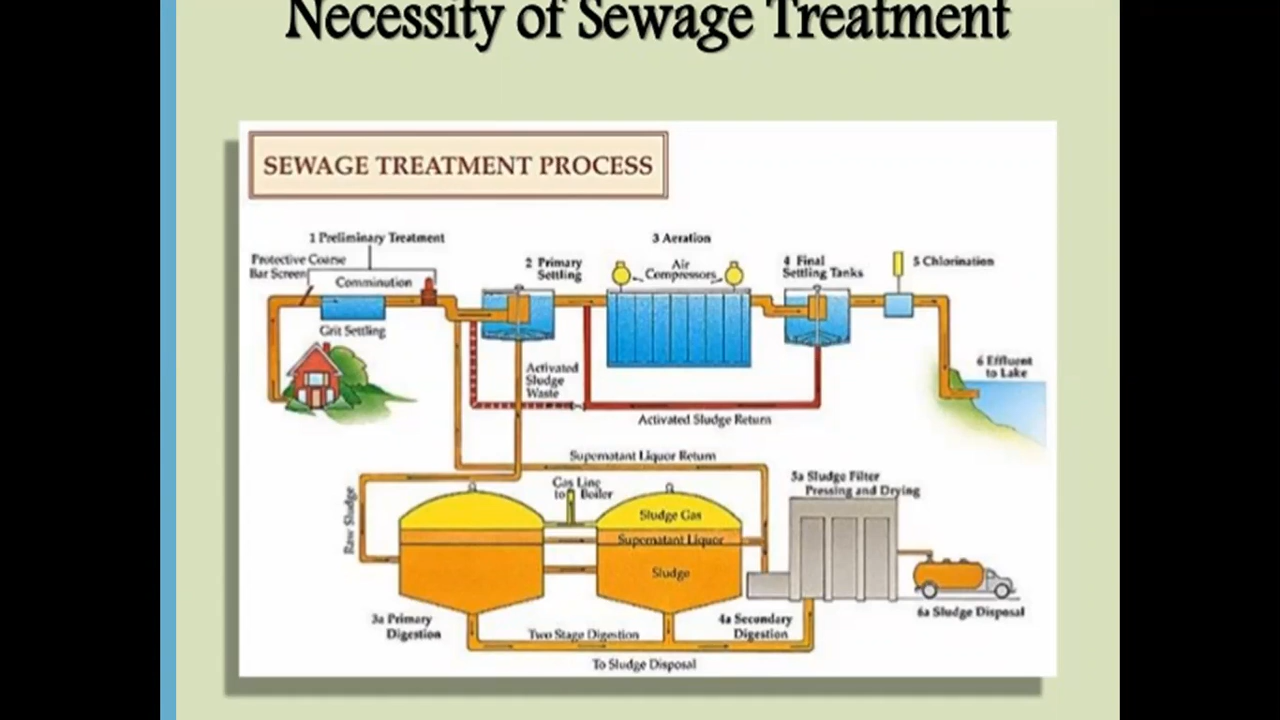 Necessity of Sewage Treatment
SEWAGE TREATMENT PROCESS
1 Preliminary Treatment
Protective Coarse
Bar Screen
Comminution
Grit Settling
2 Primary
Settling
3 Aeration
Air
Compressors
4 Final
Settling Tanks
5 Chlorination
6 Effluent
to Lake
Activated
Sludge
Waste
Activated Sludge Return
Supernatant Liquor Return
Raw Sludge
Gas Line
to Boiler
Sludge Gas
Supernatant Liquor
Sludge
5a Sludge Filter
Pressing and Drying
3a Primary
Digestion
Two Stage Digestion
4a Secondary
Digestion
6a Sludge Disposal
To Sludge Disposal